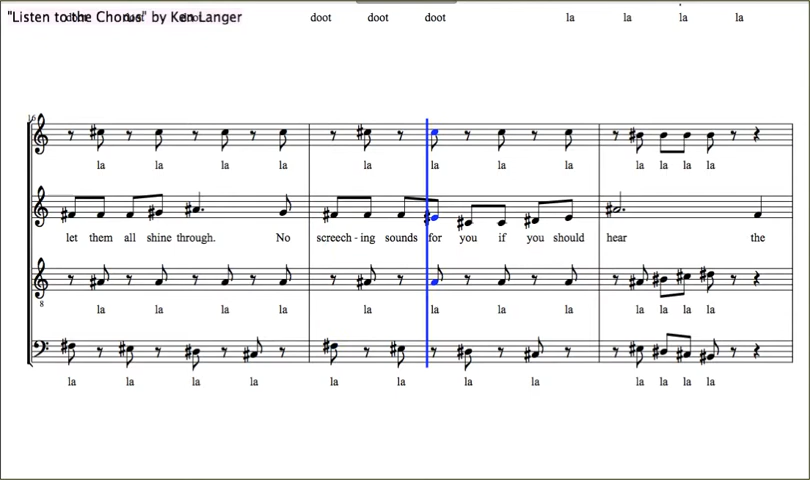 "Listen to the Chorus" by Ken Langer
doot doot doot la la la la
16
la la la la la la la la la la la la
let them all shine through. No screech - ing sounds for you if you should hear the
8
la la la la la la la la la la la la
la la la la la la la la la la la la